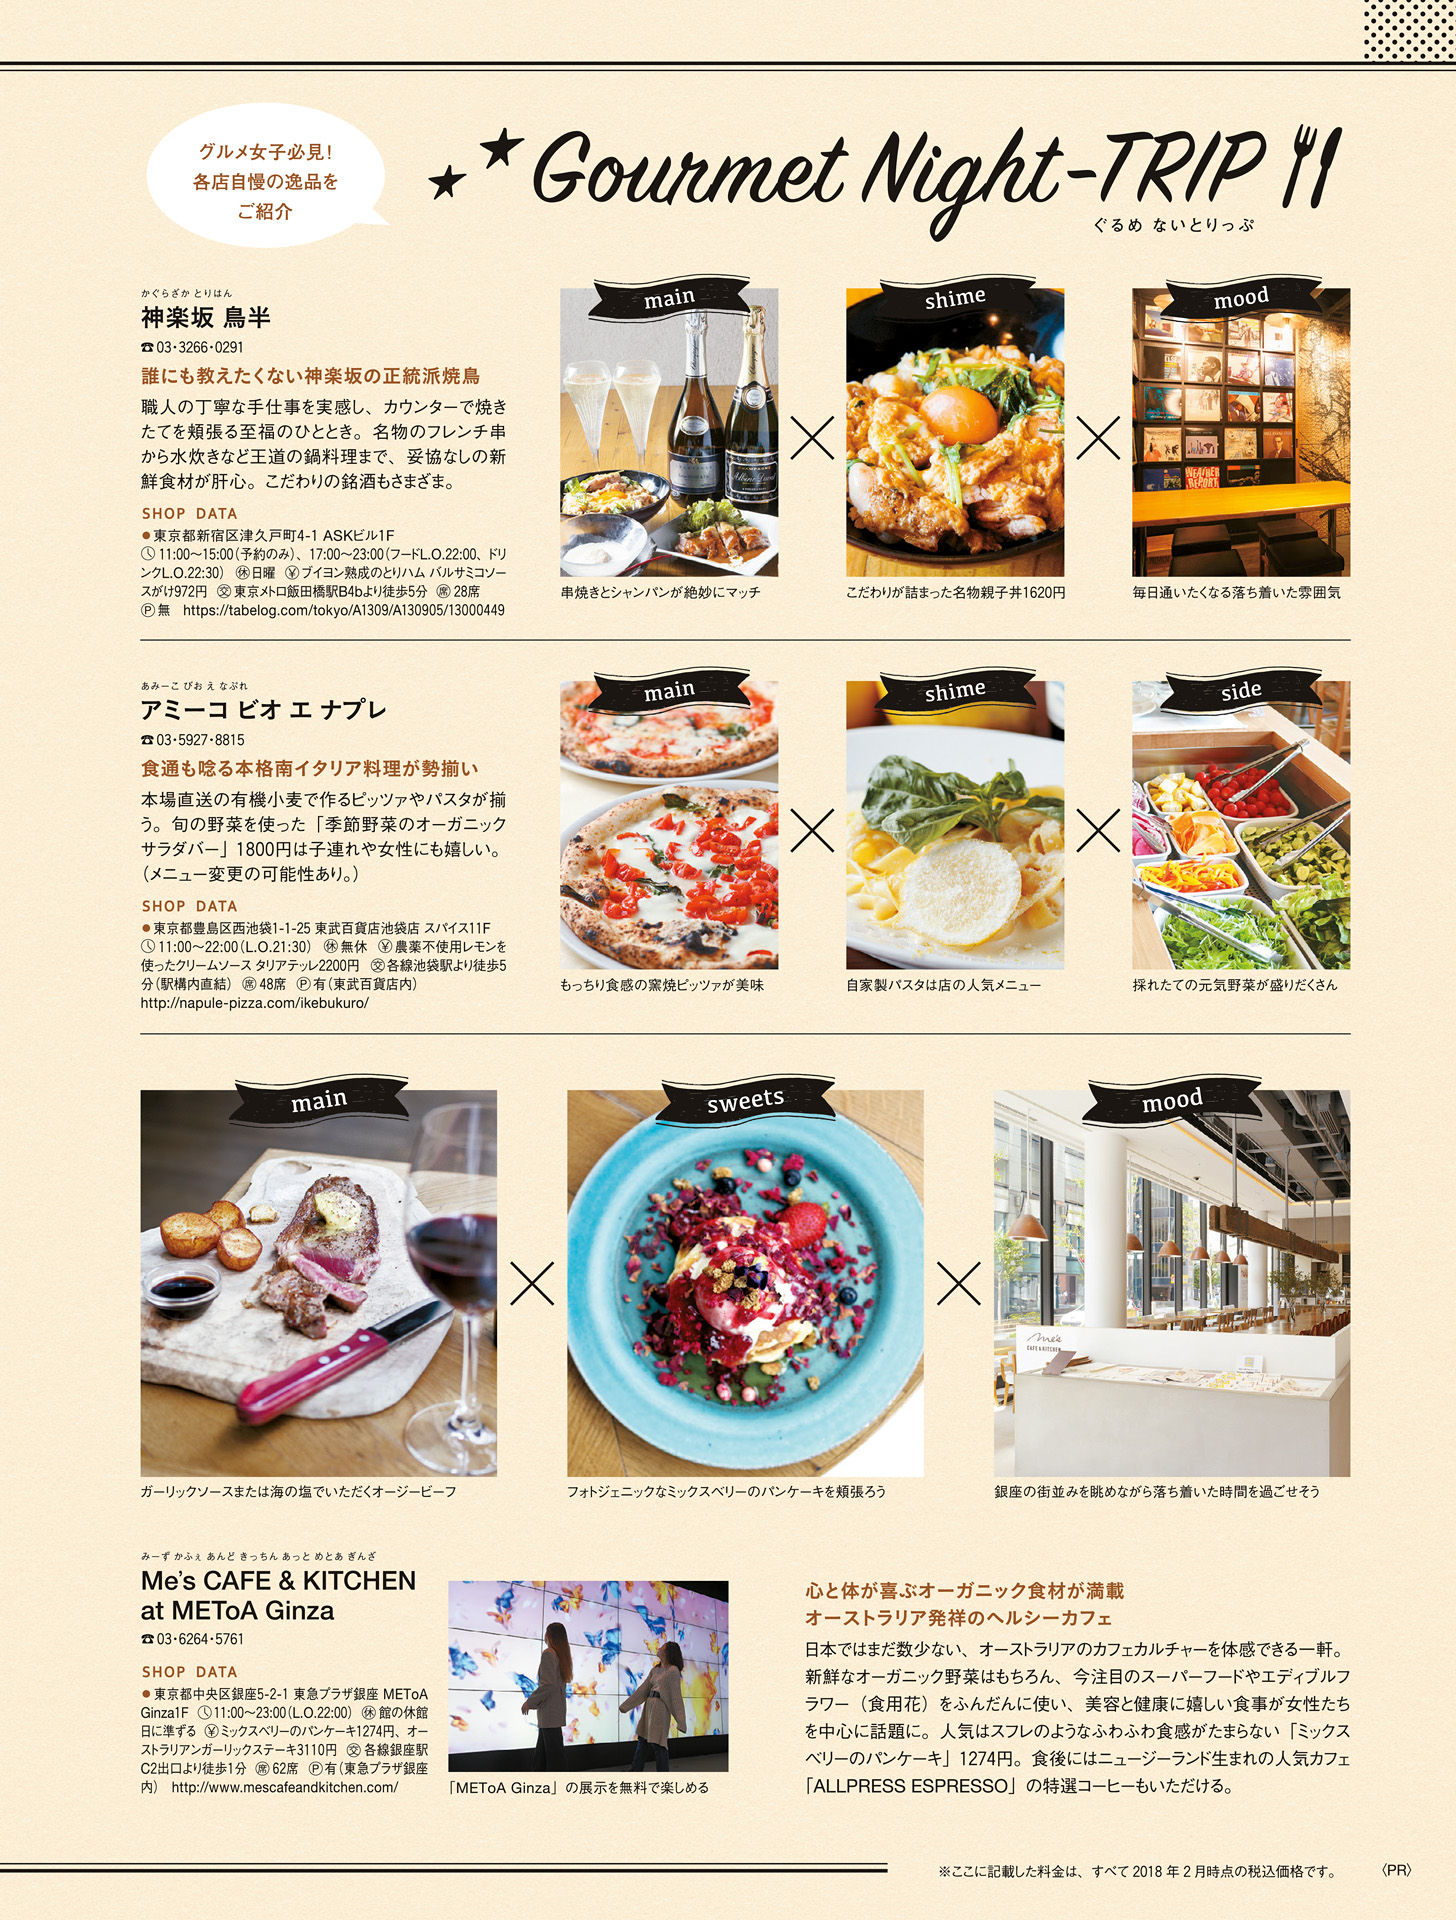 グルメ女子必見！
各店自慢の逸品を
ご紹介
Gourmet Night-TRIP
ぐるめ ないとりっぷ
かぐらざか とりはん
神楽坂 鳥半
☎03・3266・0291
誰にも教えたくない神楽坂の正統派焼鳥
職人の丁寧な手仕事を実感し、カウンターで焼き
たてを頬張る至福のひととき。名物のフレンチ串
から水炊きなど王道の鍋料理まで、妥協なしの新
鮮食材が肝心。こだわりの銘酒もさまざま。
SHOP DATA
●東京都新宿区津久戸町4-1 ASKビル1F
11:00〜15:00（予約のみ）、17:00〜23:00（フードL.O.22:00、ドリ
ンクL.O.22:30） ㊡日曜 ¥ブイヨン熟成のとりハム バルサミコソー
スがけ972円 交東京メトロ飯田橋駅B4bより徒歩5分 席28席
Ⓟ無 https://tabelog.com/tokyo/A1309/A130905/13000449
main
串焼きとシャンパンが絶妙にマッチ
shime
こだわりが詰まった名物親子丼1620円
mood
WEATHER
REPORT
毎日通いたくなる落ち着いた雰囲気
あみーこ びお え なぷれ
アミーコ ビオ エ ナプレ
☎03・5927・8815
食通も唸る本格南イタリア料理が勢揃い
本場直送の有機小麦で作るピッツァやパスタが揃
う。旬の野菜を使った「季節野菜のオーガニック
サラダバー」1800円は子連れや女性にも嬉しい。
（メニュー変更の可能性あり。）
SHOP DATA
●東京都豊島区西池袋1-1-25 東武百貨店池袋店 スパイス11F
11:00〜22:00（L.O.21:30） ㊡無休 ¥農薬不使用レモンを
使ったクリームソース タリアテッレ2200円 交各線池袋駅より徒歩5
分（駅構内直結） 席48席 Ⓟ有（東武百貨店内）
http://napule-pizza.com/ikebukuro/
main
もっちり食感の窯焼ピッツァが美味
shime
自家製パスタは店の人気メニュー
side
採れたての元気野菜が盛りだくさん
main
ガーリックソースまたは海の塩でいただくオージービーフ
sweets
フォトジェニックなミックスベリーのパンケーキを頬張ろう
mood
me's
CAFE & KITCHEN
銀座の街並みを眺めながら落ち着いた時間を過ごせそう
みーず かふぇ あんど きっちん あっと めとあ ぎんざ
Me's CAFE & KITCHEN
at METoA Ginza
☎03・6264・5761
SHOP DATA
●東京都中央区銀座5-2-1 東急プラザ銀座 METoA
Ginza1F 11:00〜23:00（L.O.22:00） ㊡館の休館
日に準ずる ¥ミックスベリーのパンケーキ1274円、オー
ストラリアンガーリックステーキ3110円 交各線銀座駅
C2出口より徒歩1分 席62席 Ⓟ有（東急プラザ銀座
内） http://www.mescafeandkitchen.com/
「METoA Ginza」の展示を無料で楽しめる
心と体が喜ぶオーガニック食材が満載
オーストラリア発祥のヘルシーカフェ
日本ではまだ数少ない、オーストラリアのカフェカルチャーを体感できる一軒。
新鮮なオーガニック野菜はもちろん、今注目のスーパーフードやエディブルフ
ラワー（食用花）をふんだんに使い、美容と健康に嬉しい食事が女性たち
を中心に話題に。人気はスフレのようなふわふわ食感がたまらない「ミックス
ベリーのパンケーキ」1274円。食後にはニュージーランド生まれの人気カフェ
「ALLPRESS ESPRESSO」の特選コーヒーもいただける。
※ここに記載した料金は、すべて2018年2月時点の税込価格です。
〈PR〉